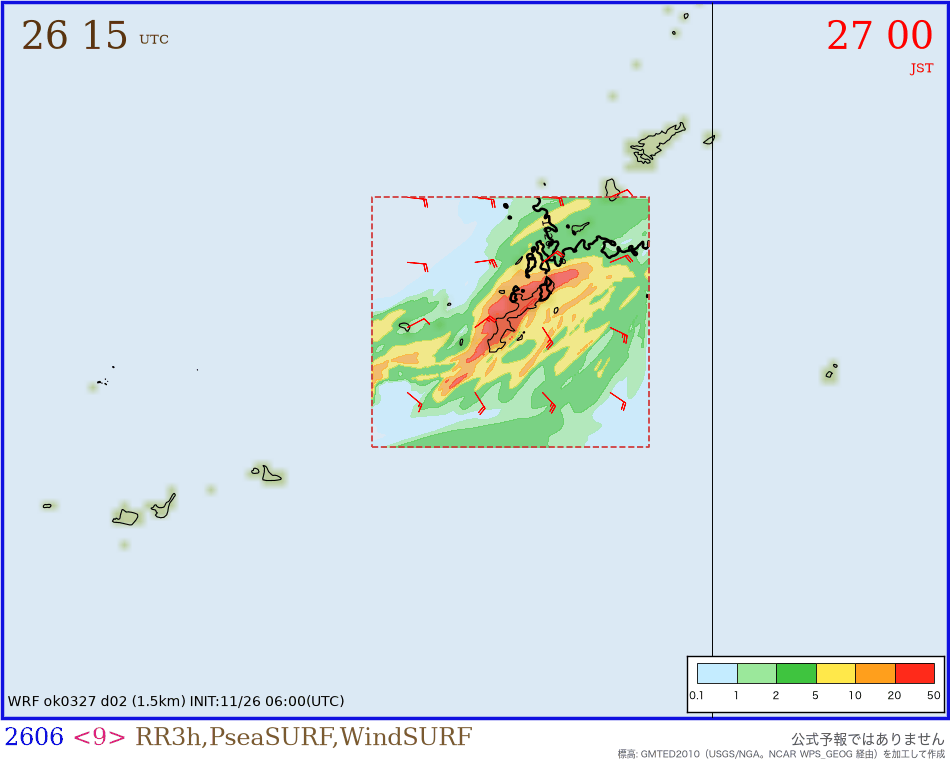 26 15 UTC
27 00
JST
0.1 1 2 5 10 20 50
WRF ok0327 d02 (1.5km) INIT:11/26 06:00(UTC)
2606 <9> RR3h,PseaSURF,WindSURF
公式予報ではありません
標高: GMTED2010（USGS/NGA。NCAR WPS_GEOG 経由）を加工して作成